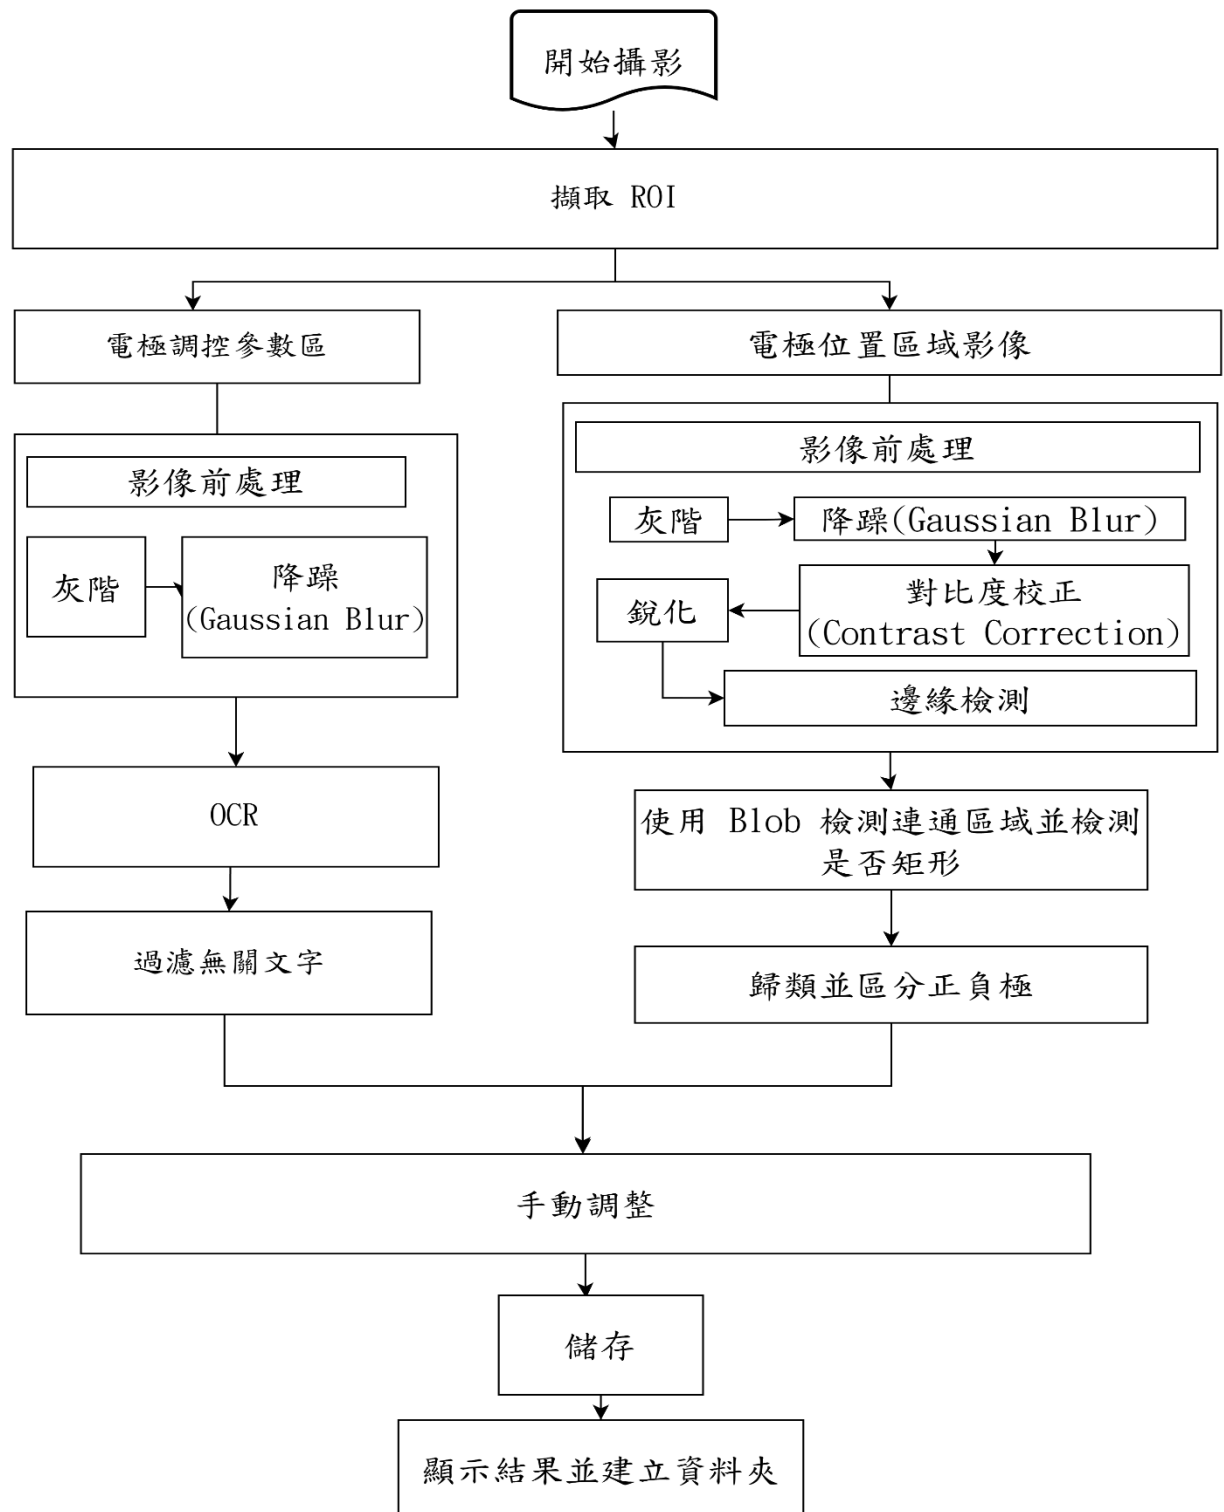 開始攝影
擷取 ROI
電極調控參數區
影像前處理
灰階
降躁
(Gaussian Blur)
OCR
過濾無關文字
電極位置區域影像
影像前處理
灰階
降躁(Gaussian Blur)
對比度校正
(Contrast Correction)
銳化
邊緣檢測
使用 Blob 檢測連通區域並檢測
是否矩形
歸類並區分正負極
手動調整
儲存
顯示結果並建立資料夾